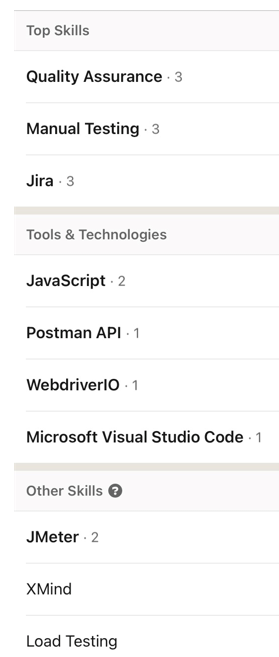 Top Skills
Quality Assurance · 3
Manual Testing · 3
Jira · 3
Tools & Technologies
JavaScript · 2
Postman API · 1
WebdriverIO · 1
Microsoft Visual Studio Code · 1
Other Skills ?
JMeter · 2
XMind
Load Testing